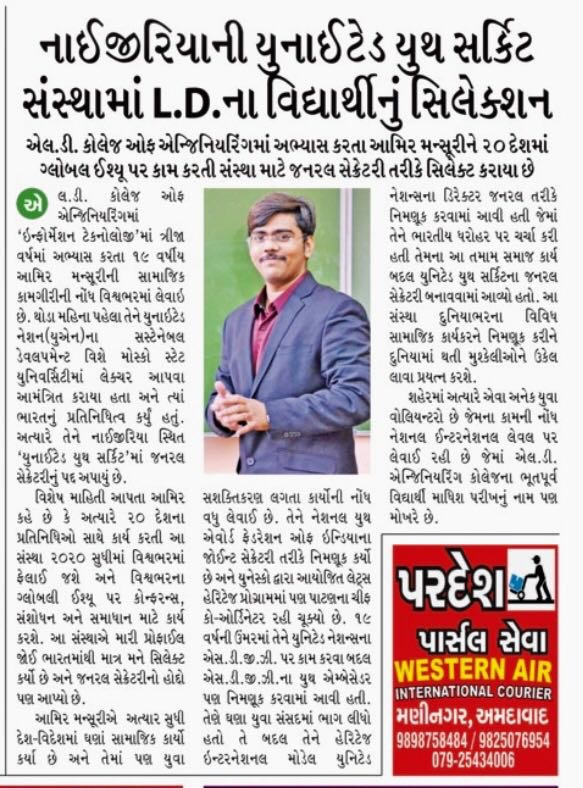 નાઈજીરિયાની યુનાઈટેડ યુથ સર્કિટ
સંસ્થામાં L.D.ના વિદ્યાર્થીનું સિલેક્શન
એલ.ડી. કોલેજ ઓફ એન્જિનિયરિંગમાં અભ્યાસ કરતા આમિર મન્સૂરીને ૨૦ દેશમાં
ગ્લોબલ ઈશ્યૂ પર કામ કરતી સંસ્થા માટે જનરલ સેક્રેટરી તરીકે સિલેક્ટ કરાયા છે
એ
લ.ડી. કોલેજ ઓફ
એન્જિનિયરિંગમાં
'ઇન્ફોર્મેશન ટેકનોલોજી'માં ત્રીજા
વર્ષમાં અભ્યાસ કરતા ૧૯ વર્ષીય
આમિર મન્સૂરીની સામાજિક
કામગીરીની નોંધ વિશ્વભરમાં લેવાઇ
છે. થોડા મહિના પહેલા તેને યુનાઈટેડ
નેશન(યુએન)ના સસ્ટેનેબલ
ડેવલપમેન્ટ વિશે મોસ્કો સ્ટેટ
યુનિવર્સિટીમાં લેક્ચર આપવા
આમંત્રિત કરાયા હતા અને ત્યાં
ભારતનું પ્રતિનિધિત્વ કર્યું હતું.
અત્યારે તેને નાઈજીરિયા સ્થિત
'યુનાઈટેડ યુથ સર્કિટ'માં જનરલ
સેક્રેટરીનું પદ અપાયું છે.
વિશેષ માહિતી આપતા આમિર
કહે છે કે અત્યારે ૨૦ દેશના
પ્રતિનિધિઓ સાથે કાર્ય કરતી આ
સંસ્થા ૨૦૨૦ સુધીમાં વિશ્વભરમાં
ફેલાઈ જશે અને વિશ્વભરના
ગ્લોબલી ઈશ્યૂ પર કોન્ફરન્સ,
સંશોધન અને સમાધાન માટે કાર્ય
કરશે. આ સંસ્થાએ મારી પ્રોફાઈલ
જોઈ ભારતમાંથી માત્ર મને સિલેક્ટ
કર્યો છે અને જનરલ સેક્રેટરીનો હોદ્દો
પણ આપ્યો છે.
આમિર મન્સૂરીએ અત્યાર સુધી
દેશ-વિદેશમાં ઘણાં સામાજિક કાર્યો
કર્યા છે અને તેમાં પણ યુવા
સશક્તિકરણ લગતા કાર્યોની નોંધ
વધુ લેવાઈ છે. તેને નેશનલ યુથ
એવોર્ડ ફેડરેશન ઓફ ઇન્ડિયાના
જોઈન્ટ સેક્રેટરી તરીકે નિમણૂક કર્યો
છે અને યુનેસ્કો દ્વારા આયોજિત લેટ્સ
હેરિટેજ પ્રોગ્રામમાં પણ પાટણના ચીફ
કો-ઓર્ડિનેટર રહી ચૂક્યો છે. ૧૯
વર્ષની ઉંમરમાં તેને યુનિટેડ નેશન્સના
એસ.ડી.જી.ઝી. પર કામ કરવા બદલ
એસ.ડી.જી.ઝી.ના યુથ એમ્બેસેડર
પણ નિમણૂક કરવામાં આવી હતી.
તેણે ઘણા યુવા સંસદમાં ભાગ લીધો
હતો તે બદલ તેને હેરિટેજ
ઇન્ટરનેશનલ મોડેલ યુનિટેડ
નેશન્સના ડિરેક્ટર જનરલ તરીકે
નિમણૂક કરવામાં આવી હતી જેમાં
તેને ભારતીય ધરોહર પર ચર્ચા કરી
હતી તેમના આ તમામ સમાજ કાર્ય
બદલ યુનિટેડ યુથ સર્કિટના જનરલ
સેક્રેટરી બનાવવામાં આવ્યો હતો. આ
સંસ્થા દુનિયાભરના વિવિધ
સામાજિક કાર્યકરને નિમણૂક કરીને
દુનિયામાં થતી મુશ્કેલીઓને ઉકેલ
લાવા પ્રયત્ન કરશે.
શહેરમાં અત્યારે એવા અનેક યુવા
વોલિયન્ટરો છે જેમના કામની નોંધ
નેશનલ ઈન્ટરનેશનલ લેવલ પર
લેવાઈ રહી છે જેમાં એલ.ડી.
એન્જિનિયરિંગ કોલેજના ભૂતપૂર્વ
વિદ્યાર્થી માધિશ પરીખનું નામ પણ
મોખરે છે.
પરદેશ
પાર્સલ સેવા
WESTERN AIR
INTERNATIONAL COURIER
મણીનગર, અમદાવાદ
9898758484 / 9825076954
079-25434006